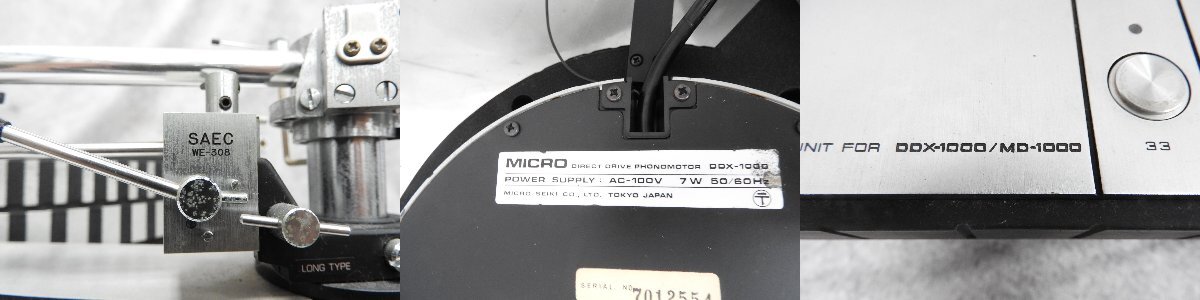 SAEC
WE-308
LONG TYPE
MICRO DIRECT DRIVE PHONOMOTOR DDX-1000
POWER SUPPLY : AC-100V 7W 50/60Hz
MICRO SEIKI CO., LTD. TOKYO JAPAN
SERIAL NO.
7012554
UNIT FOR DDX-1000/MD-1000
33